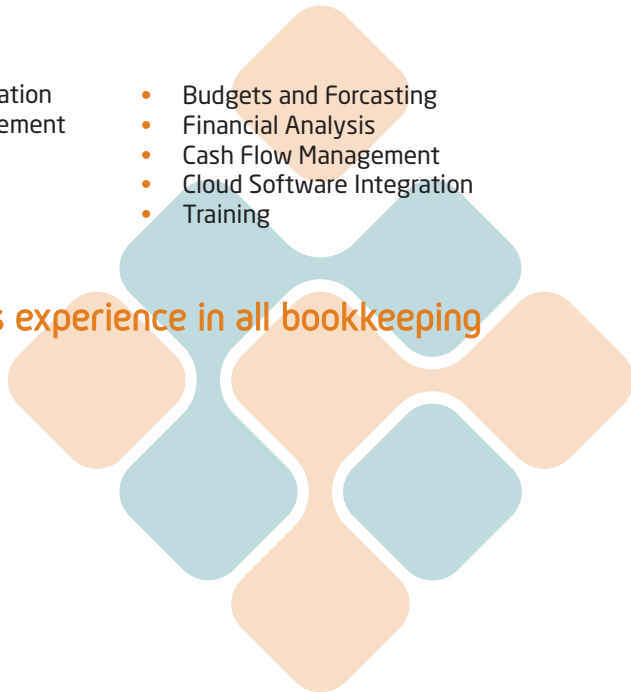 ation
ement
• Budgets and Forcasting
• Financial Analysis
• Cash Flow Management
• Cloud Software Integration
• Training
s experience in all bookkeeping